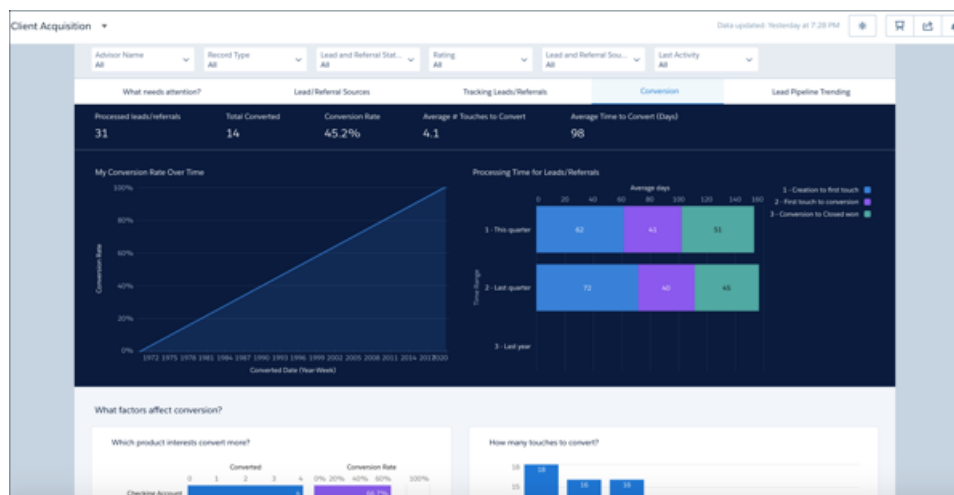 Client Acquisition
Data updated: Yesterday at 7:28 PM
Advisor Name Record Type Lead and Referral Stat... Rating Lead and Referral Sou... Last Activity
All All All All All All
What needs attention? Lead/Referral Sources Tracking Leads/Referrals Conversion Lead Pipeline Trending
Processed leads/referrals Total Converted Conversion Rate Average # Touches to Convert Average Time to Convert (Days)
31 14 45.2% 4.1 98
My Conversion Rate Over Time
100%
80%
60%
40%
20%
0%
Conversion Rate
1972 1975 1978 1981 1984 1987 1990 1993 1996 1999 2002 2005 2008 2011 2014 2017 2020
Converted Date (Year-Week)
Processing Time for Leads/Referrals
Average days
0 20 40 60 80 100 120 140 160
1 - Creation to first touch
2 - First touch to conversion
3 - Conversion to Closed won
Time Range
1 - This quarter 62 51
2 - Last quarter 72 40 45
3 - Last year
What factors affect conversion?
Which product interests convert more?
Converted Conversion Rate
0 1 2 3 4 0% 20% 40% 60% 100%
Checking Account 4 66.7%
How many touches to convert?
18 18
15 16 16